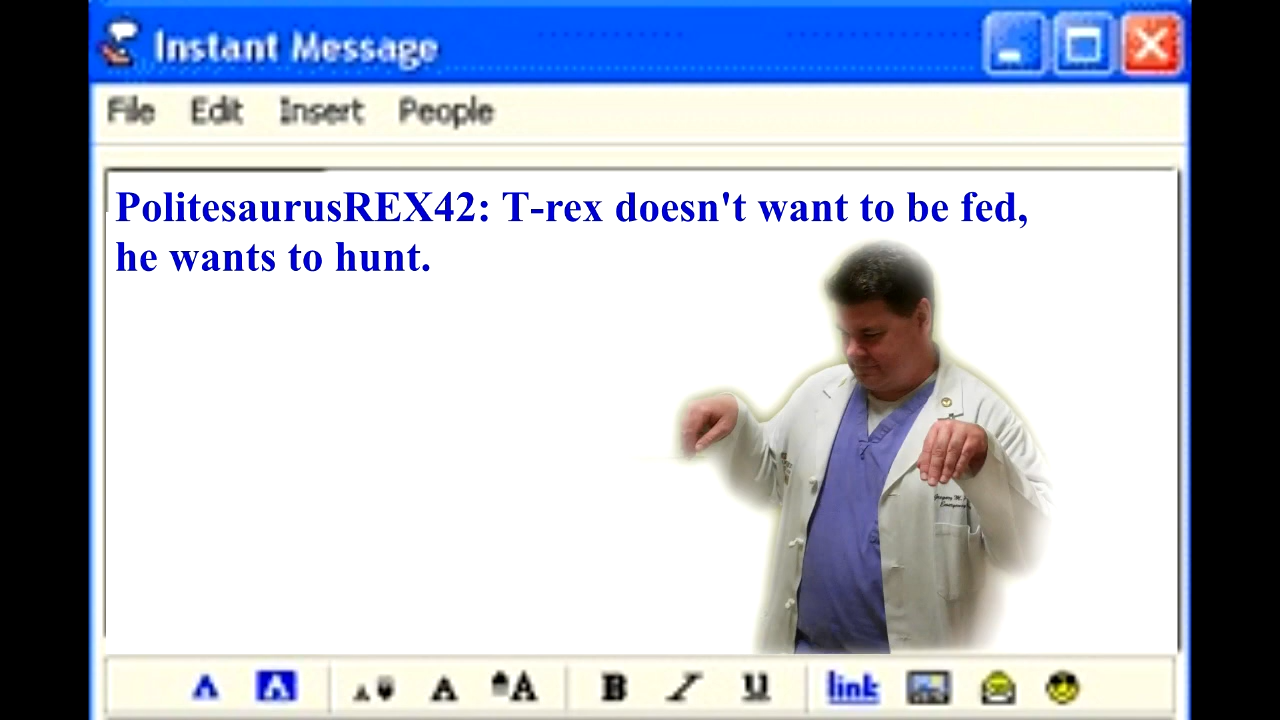 Instant Message
File Edit Insert People
PolitesaurusREX42: T-rex doesn't want to be fed,
he wants to hunt.
A A A A A B I U link